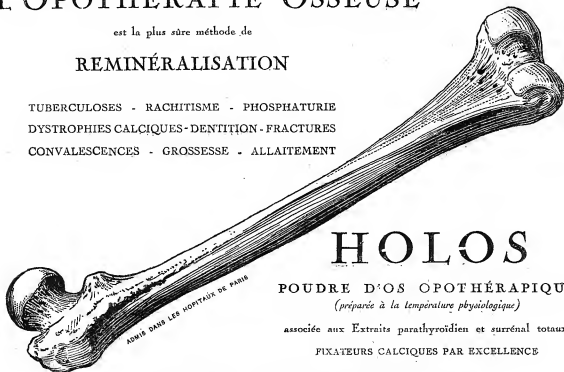 L'OPOTHÉRAPIE OSSEUSE
est la plus sûre méthode de
REMINÉRALISATION
TUBERCULOSES - RACHITISME - PHOSPHATURIE
DYSTROPHIES CALCIQUES - DENTITION - FRACTURES
CONVALESCENCES - GROSSESSE - ALLAITEMENT
ADMIS DANS LES HOPITAUX DE PARIS
HOLOS
POUDRE D'OS OPOTHÉRAPIQU
(préparée à la température physiologique)
associée aux Extraits parathyroïdien et surrénal totaux
FIXATEURS CALCIQUES PAR EXCELLENCE